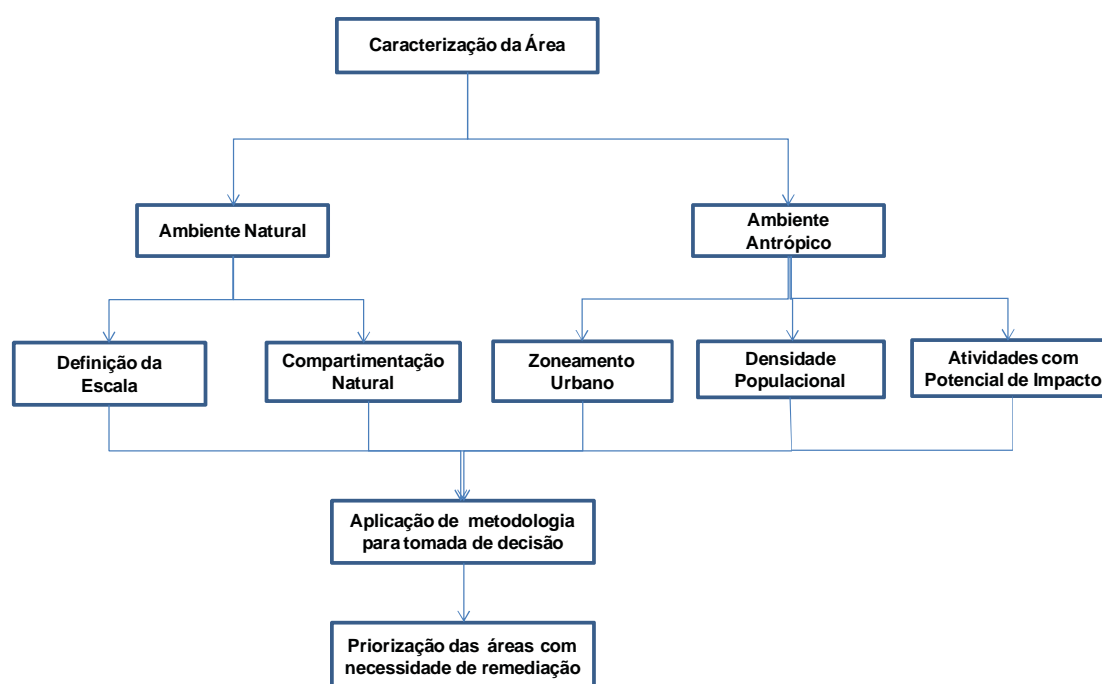 Caracterização da Área
Ambiente Natural
Ambiente
Antrópico
Definição da
Escala
Compartimentação
Natural
Zoneamento
Urbano
Densidade
Populacional
Atividades com
Potencial de Impacto
Aplicação de metodologia
para tomada de decisão
Priorização das áreas com
necessidade de remediação